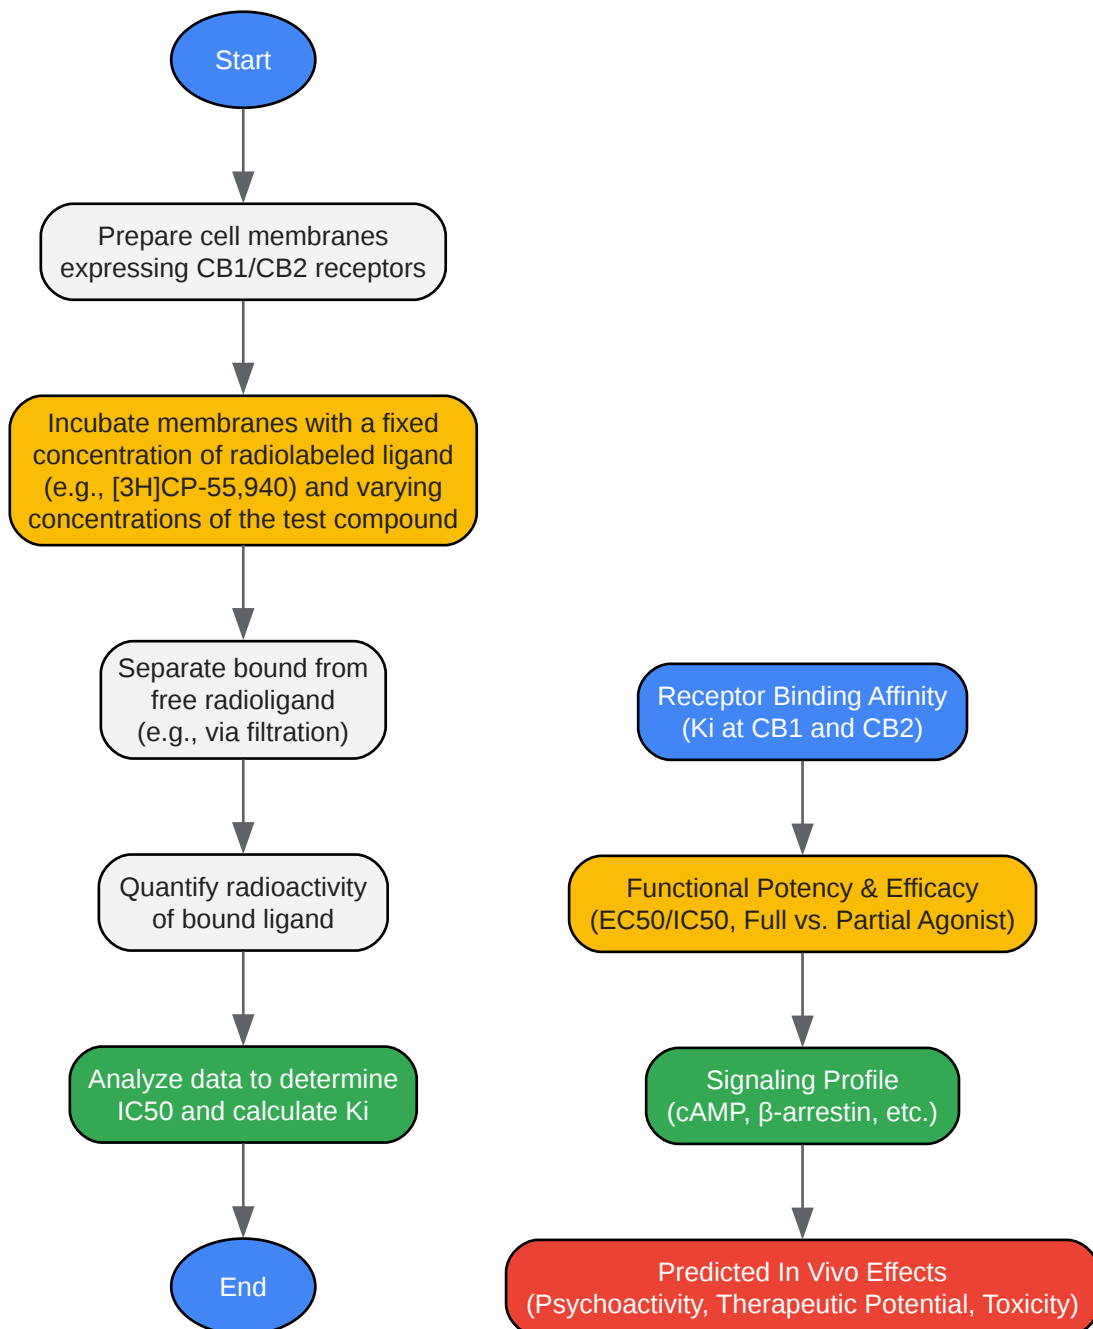 Start
Prepare cell membranes
expressing CB1/CB2 receptors
Incubate membranes with a fixed
concentration of radiolabeled ligand
(e.g., [3H]CP-55,940) and varying
concentrations of the test compound
Separate bound from
free radioligand
(e.g., via filtration)
Quantify radioactivity
of bound ligand
Analyze data to determine
IC50 and calculate Ki
End
Receptor Binding Affinity
(Ki at CB1 and CB2)
Functional Potency & Efficacy
(EC50/IC50, Full vs. Partial Agonist)
Signaling Profile
(cAMP, β-arrestin, etc.)
Predicted In Vivo Effects
(Psychoactivity, Therapeutic Potential, Toxicity)